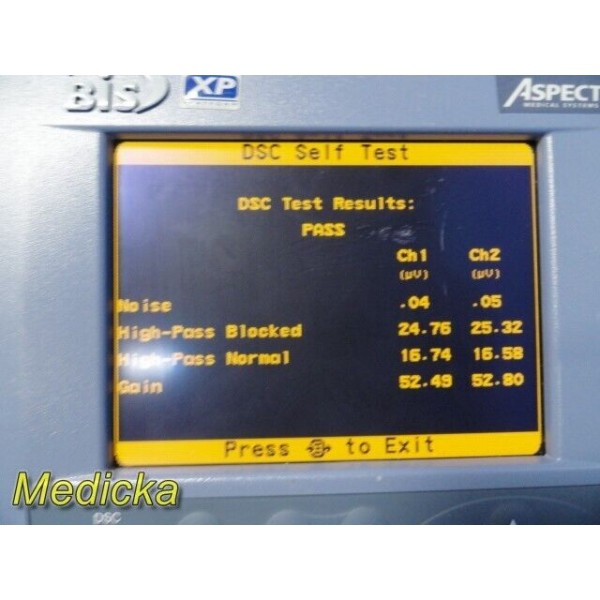 BIS XP
ASPECT
MEDICAL SYSTEMS
DSC Self Test
DSC Test Results:
PASS
Ch1 Ch2
(µV) (µV)
Noise .04 .05
High-Pass Blocked 24.76 25.32
High-Pass Normal 16.74 16.58
Gain 52.49 52.80
Press to Exit
Medicka
DSC